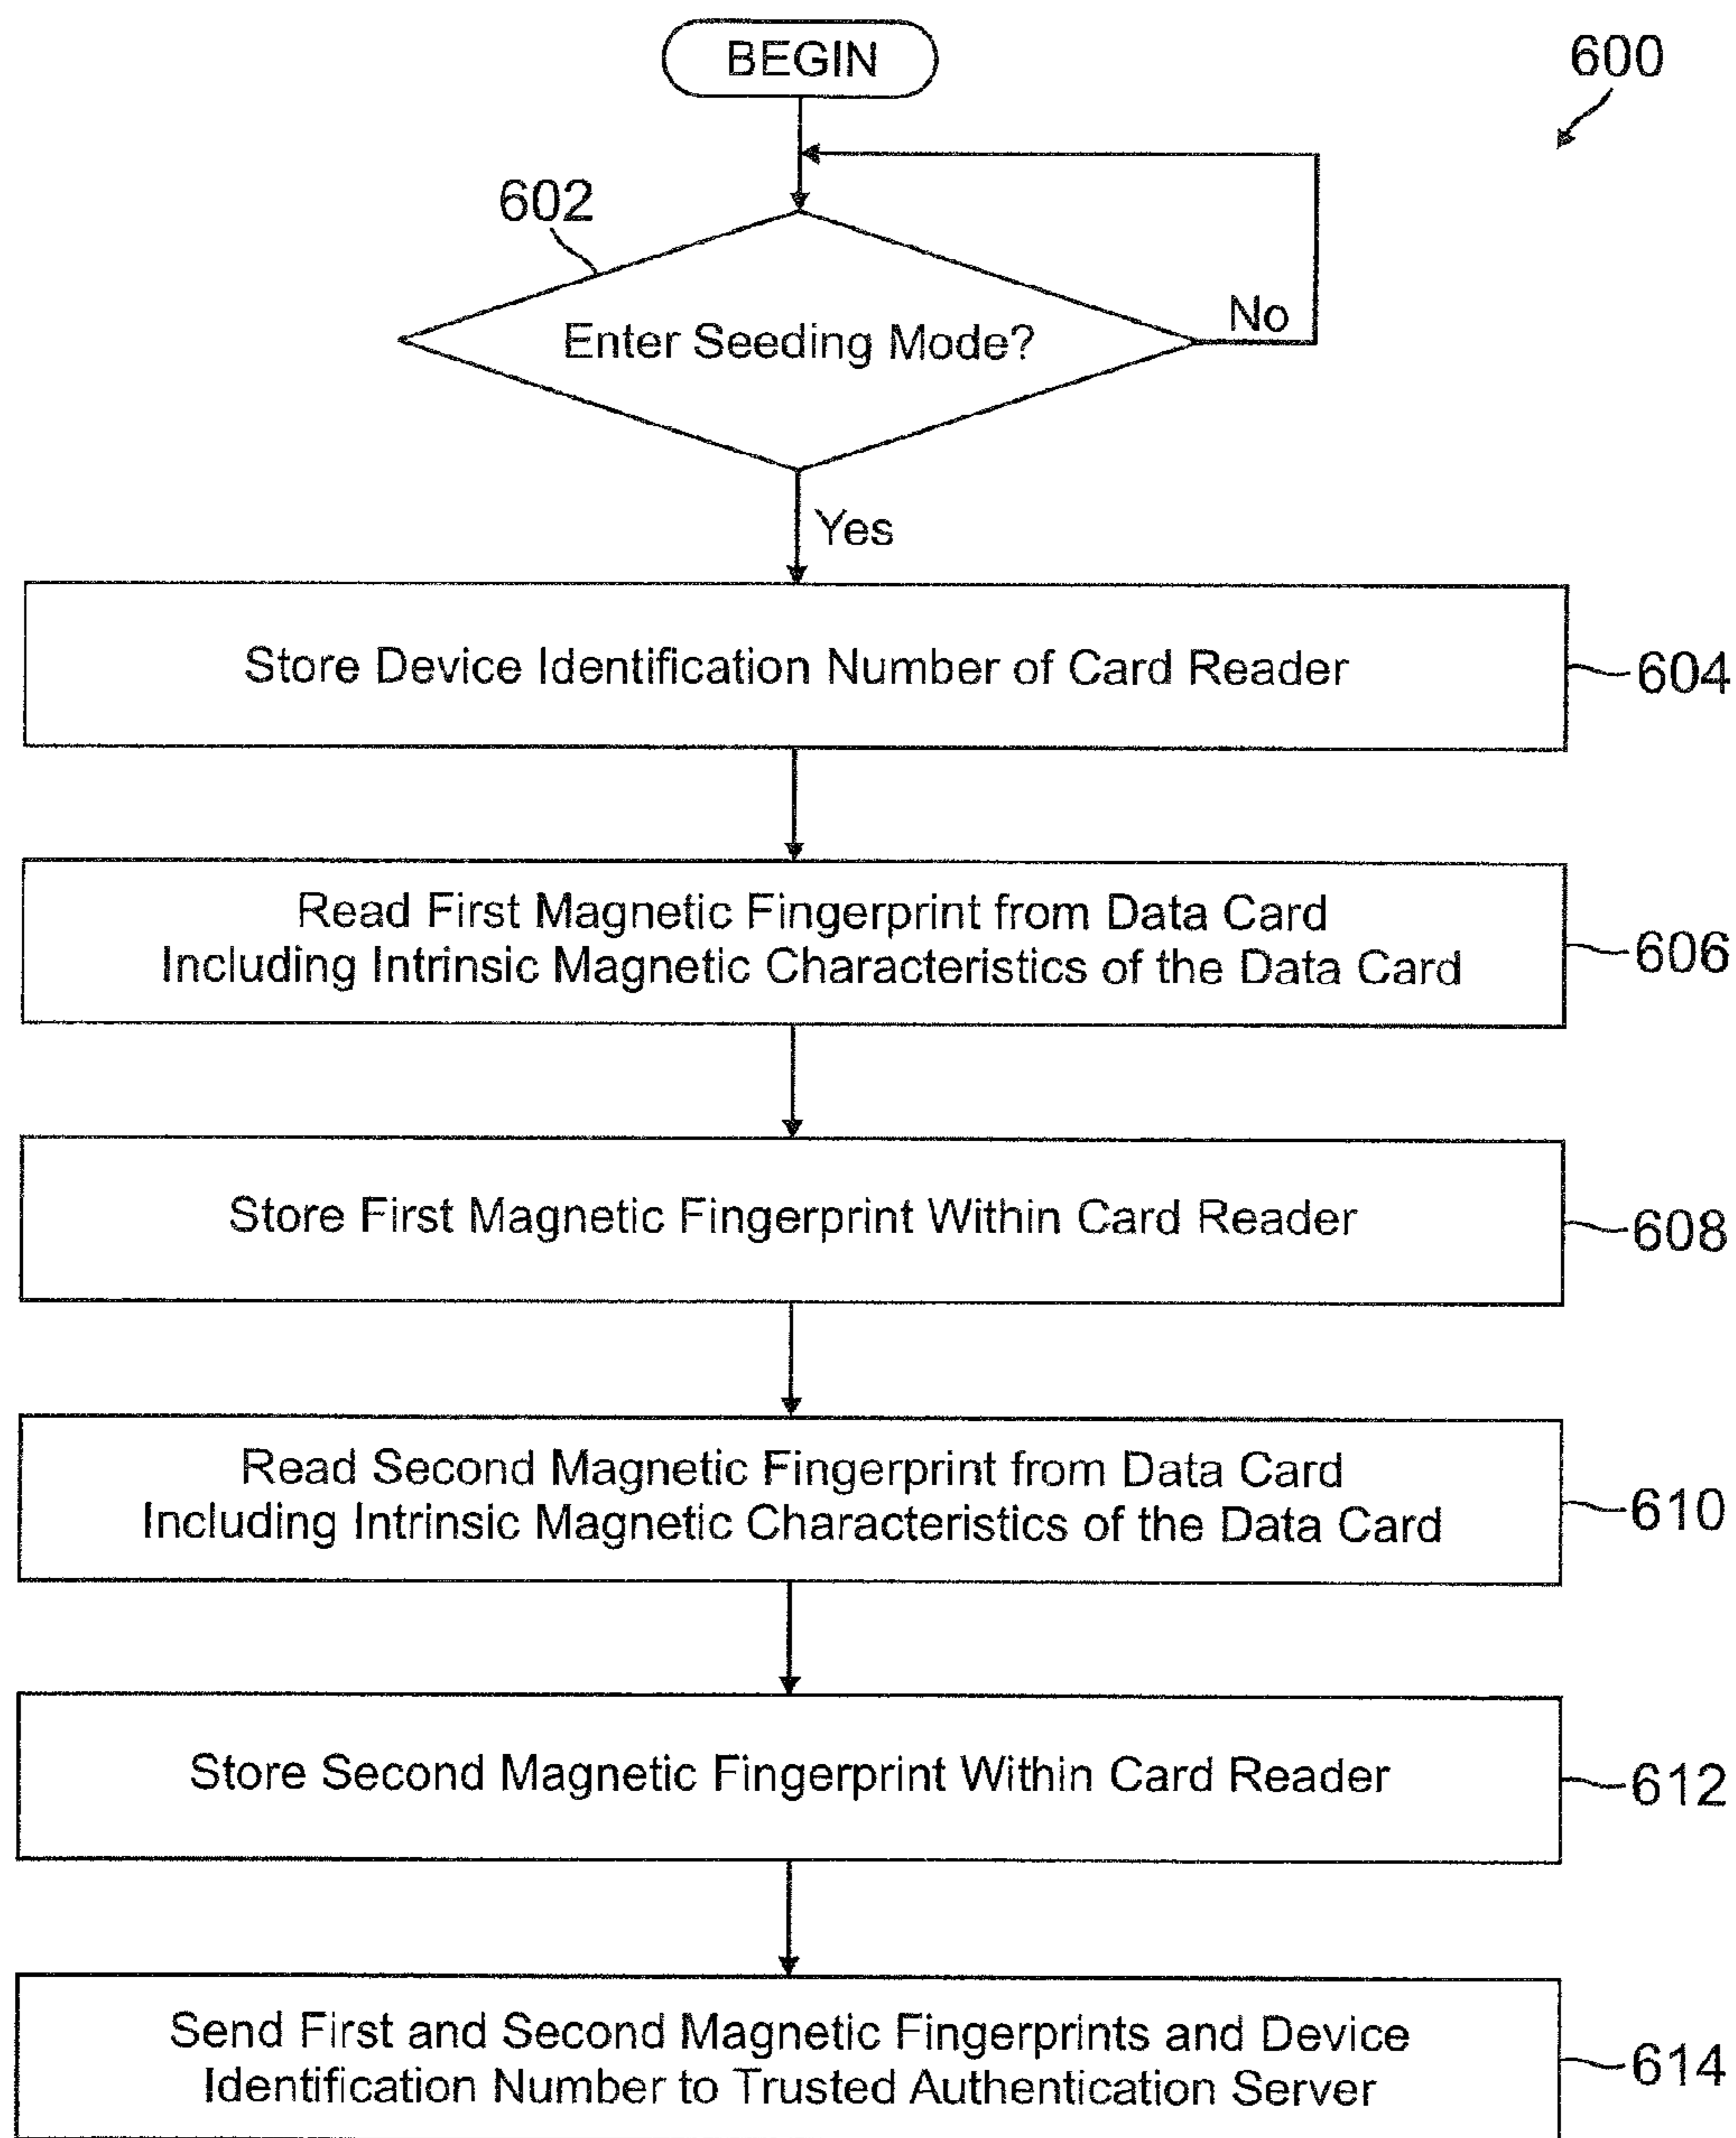 BEGIN
600
602
Enter Seeding Mode?
No
Yes
Store Device Identification Number of Card Reader
604
Read First Magnetic Fingerprint from Data Card
Including Intrinsic Magnetic Characteristics of the Data Card
606
Store First Magnetic Fingerprint Within Card Reader
608
Read Second Magnetic Fingerprint from Data Card
Including Intrinsic Magnetic Characteristics of the Data Card
610
Store Second Magnetic Fingerprint Within Card Reader
612
Send First and Second Magnetic Fingerprints and Device
Identification Number to Trusted Authentication Server
614